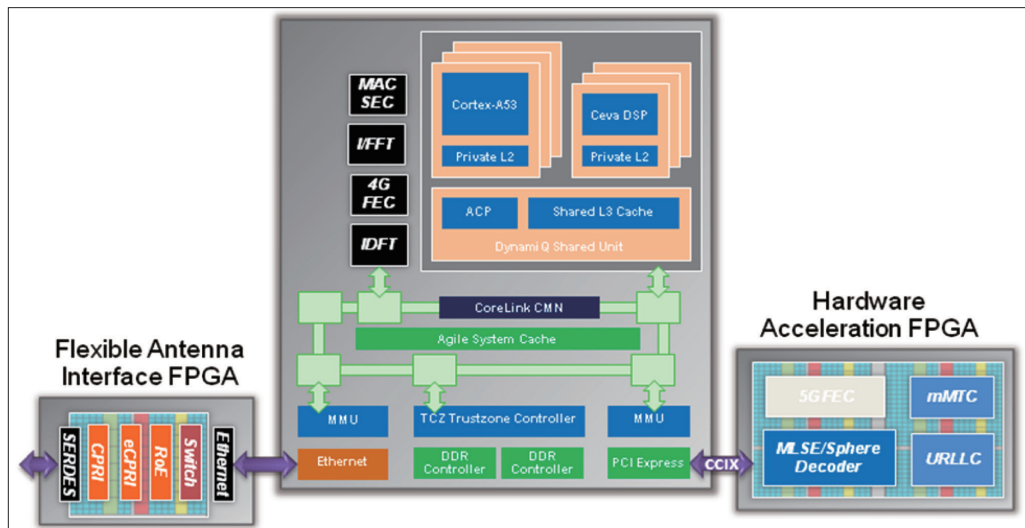 MAC
SEC
I/FFT
4G
FEC
IDFT
Cortex-A53
Private L2
Ceva DSP
Private L2
ACP
Shared L3 Cache
DynamiQ Shared Unit
CoreLink CMN
Agile System Cache
MMU
TCZ Trustzone Controller
MMU
Ethernet
DDR
Controller
DDR
Controller
PCI Express
Flexible Antenna
Interface FPGA
SERDES
CPRI
eCPRI
RoE
Switch
Ethernet
CCIX
Hardware
Acceleration FPGA
5G FEC
mMTC
MLSE/Sphere
Decoder
URLLC